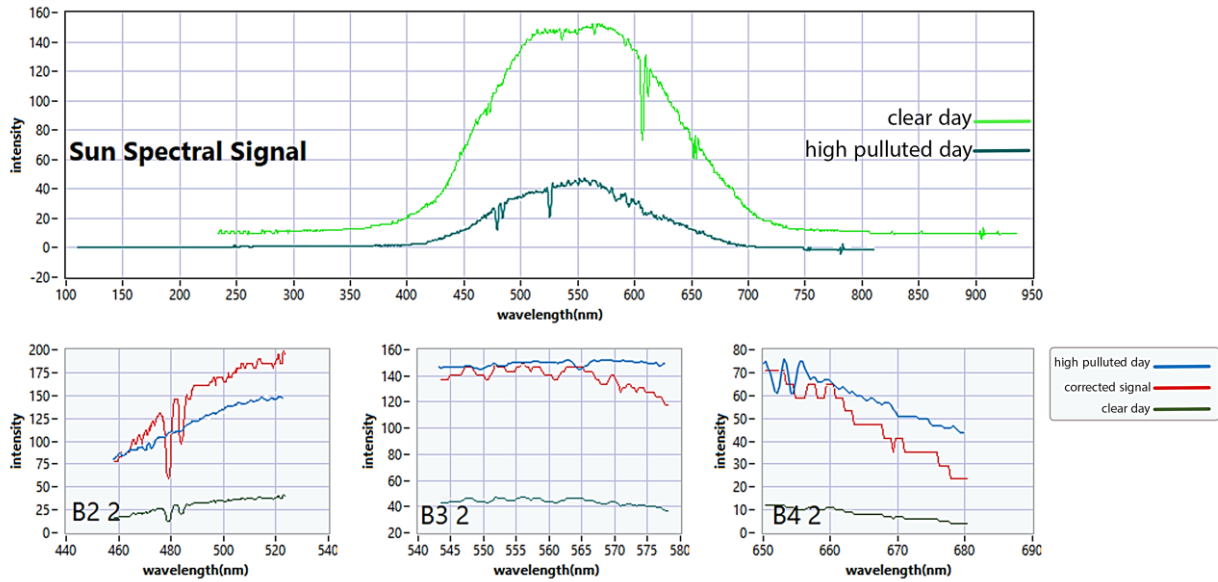 160
140
120
100
80
60
40
20
0
-20
intensity
Sun Spectral Signal
clear day
high pulluted day
100 150 200 250 300 350 400 450 500 550 600 650 700 750 800 850 900 950
wavelength(nm)
200
175
150
125
100
75
50
25
0
intensity
B2 2
440 460 480 500 520 540
wavelength(nm)
160
140
120
100
80
60
40
20
intensity
B3 2
540 545 550 555 560 565 570 575 580
wavelength(nm)
80
70
60
50
40
30
20
10
0
intensity
B4 2
650 660 670 680 690
wavelength(nm)
high pulluted day
corrected signal
clear day